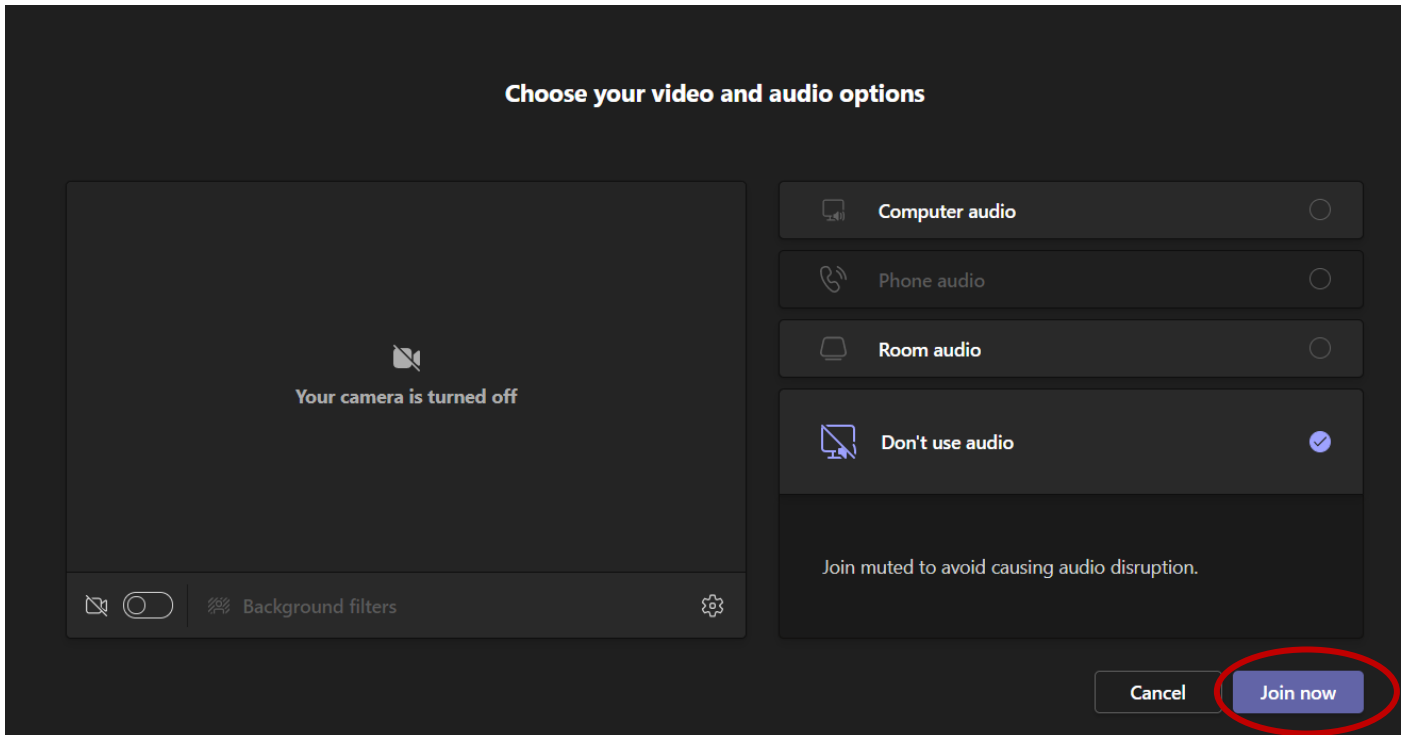 Choose your video and audio options
Your camera is turned off
Background filters
Computer audio
Phone audio
Room audio
Don't use audio
Join muted to avoid causing audio disruption.
Cancel
Join now